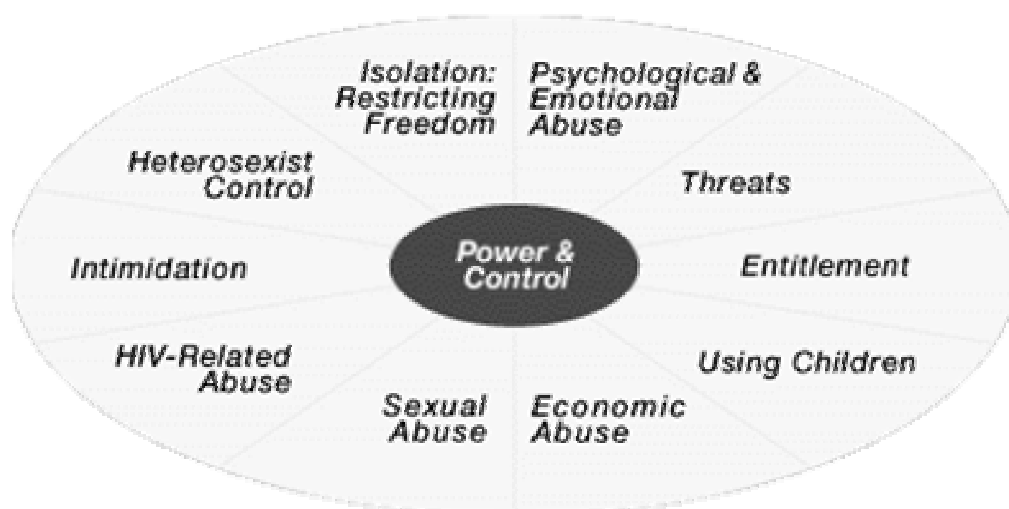 Isolation:
Restricting
Freedom
Psychological &
Emotional
Abuse
Heterosexist
Control
Threats
Intimidation
Power &
Control
Entitlement
HIV-Related
Abuse
Using Children
Sexual
Abuse
Economic
Abuse